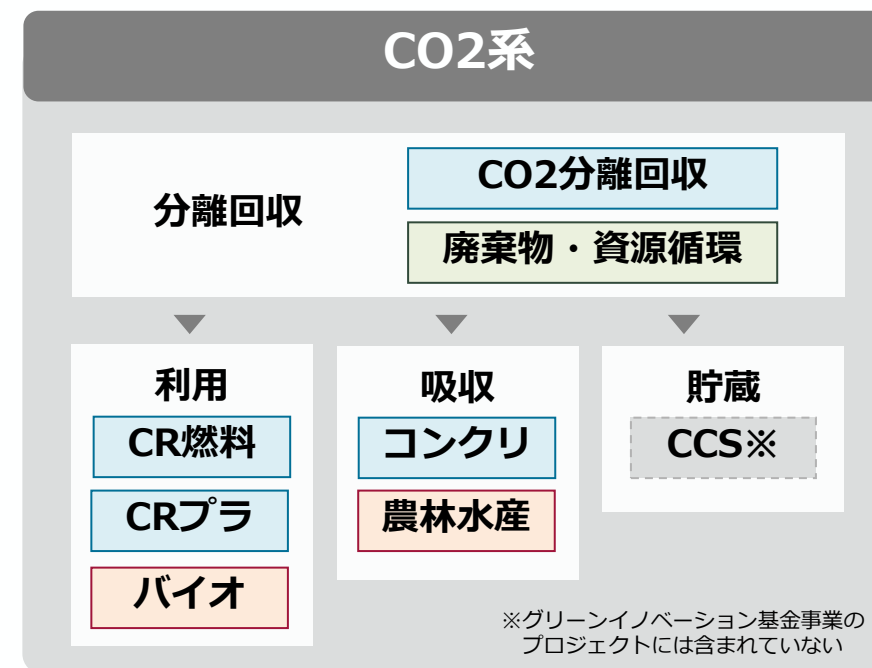 CO2系
分離回収
CO2分離回収
廃棄物・資源循環
利用
CR燃料
CRプラ
バイオ
吸収
コンクリ
農林水産
貯蔵
CCS※
※グリーンイノベーション基金事業の
プロジェクトには含まれていない